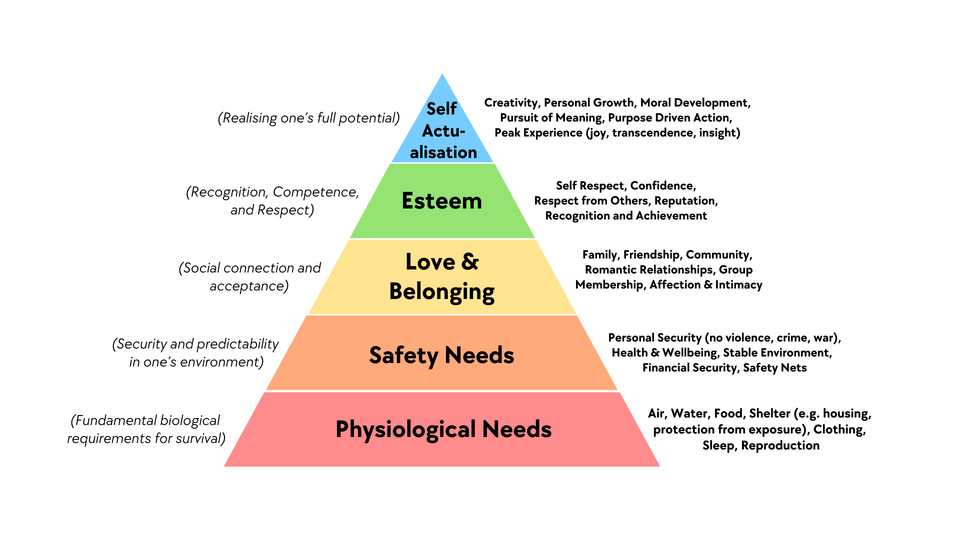 (Realising one's full potential)
Self
Actu-
alisation
Creativity, Personal Growth, Moral Development,
Pursuit of Meaning, Purpose Driven Action,
Peak Experience (joy, transcendence, insight)
(Recognition, Competence,
and Respect)
Esteem
Self Respect, Confidence,
Respect from Others, Reputation,
Recognition and Achievement
(Social connection and
acceptance)
Love &
Belonging
Family, Friendship, Community,
Romantic Relationships, Group
Membership, Affection & Intimacy
(Security and predictability
in one's environment)
Safety Needs
Personal Security (no violence, crime, war),
Health & Wellbeing, Stable Environment,
Financial Security, Safety Nets
(Fundamental biological
requirements for survival)
Physiological Needs
Air, Water, Food, Shelter (e.g. housing,
protection from exposure), Clothing,
Sleep, Reproduction